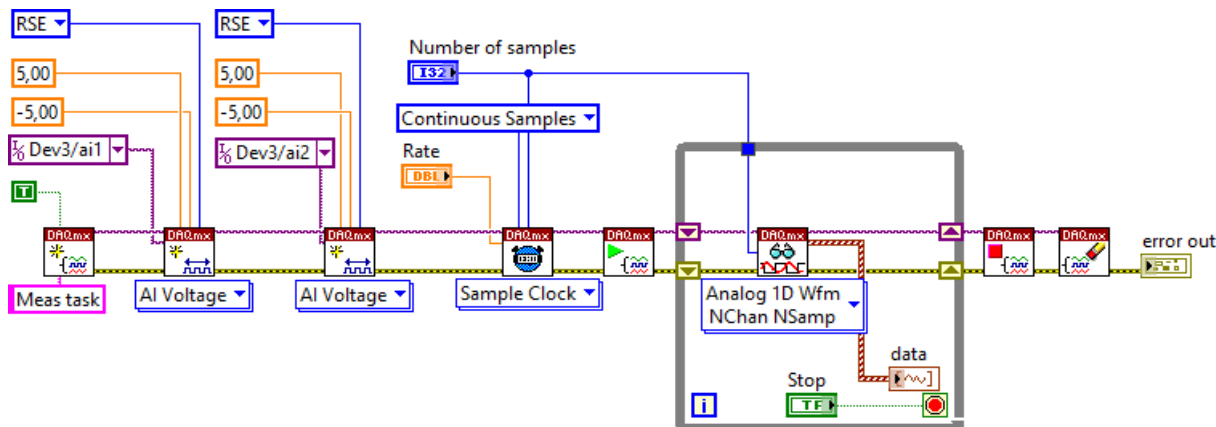 RSE
RSE
5,00
5,00
-5,00
-5,00
Dev3/ai1
Dev3/ai2
T
Number of samples
I32
Continuous Samples
Rate
DBL
DAQmx
DAQmx
DAQmx
DAQmx
DAQmx
DAQmx
DAQmx
DAQmx
Meas task
AI Voltage
AI Voltage
Sample Clock
Analog 1D Wfm
NChan NSamp
data
Stop
TF
i
error out